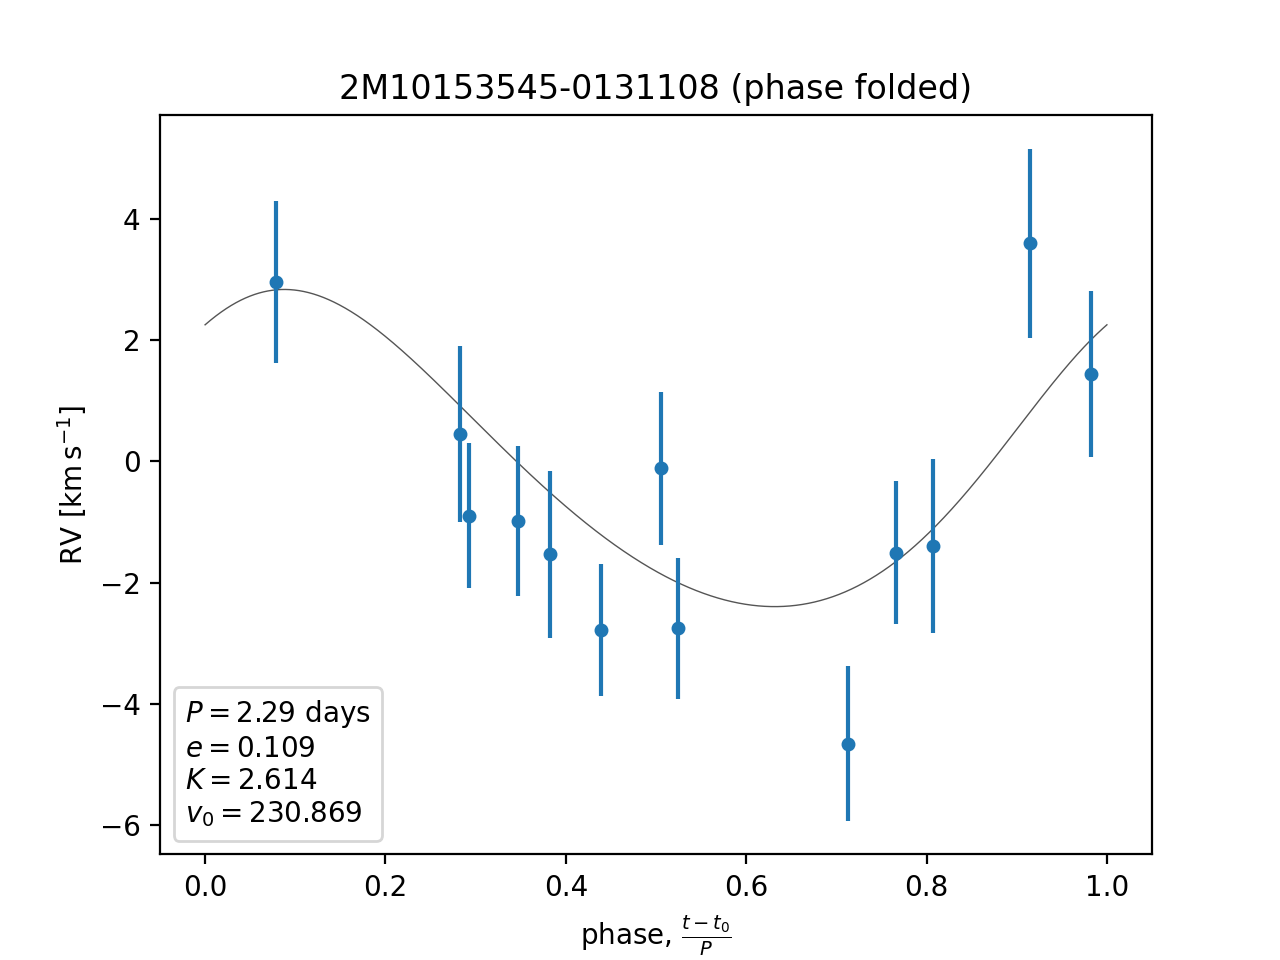 2M10153545-0131108 (phase folded)
RV [km s⁻¹]
4
2
0
−2
−4
−6
P = 2.29 days
e = 0.109
K = 2.614
v₀ = 230.869
0.0 0.2 0.4 0.6 0.8 1.0
phase, (t − t₀)/P